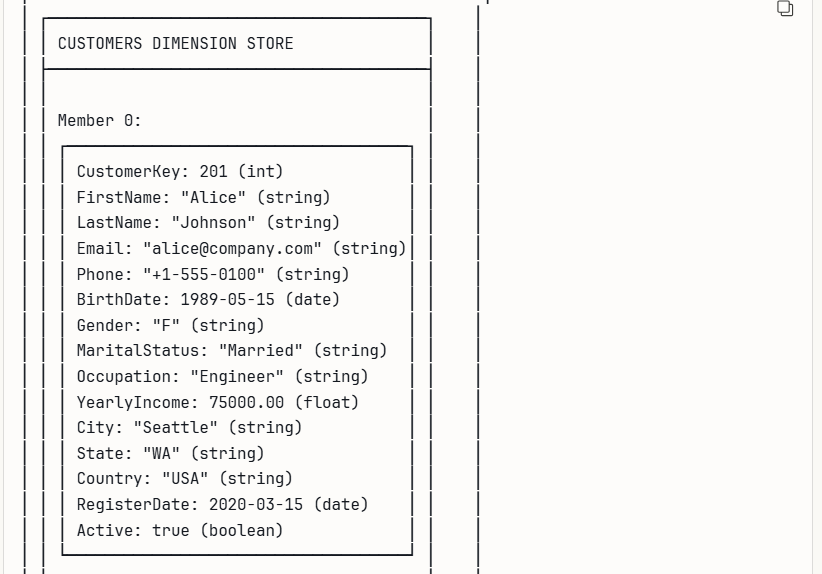 CUSTOMERS DIMENSION STORE
Member 0:
CustomerKey: 201 (int)
FirstName: "Alice" (string)
LastName: "Johnson" (string)
Email: "alice@company.com" (string)
Phone: "+1-555-0100" (string)
BirthDate: 1989-05-15 (date)
Gender: "F" (string)
MaritalStatus: "Married" (string)
Occupation: "Engineer" (string)
YearlyIncome: 75000.00 (float)
City: "Seattle" (string)
State: "WA" (string)
Country: "USA" (string)
RegisterDate: 2020-03-15 (date)
Active: true (boolean)